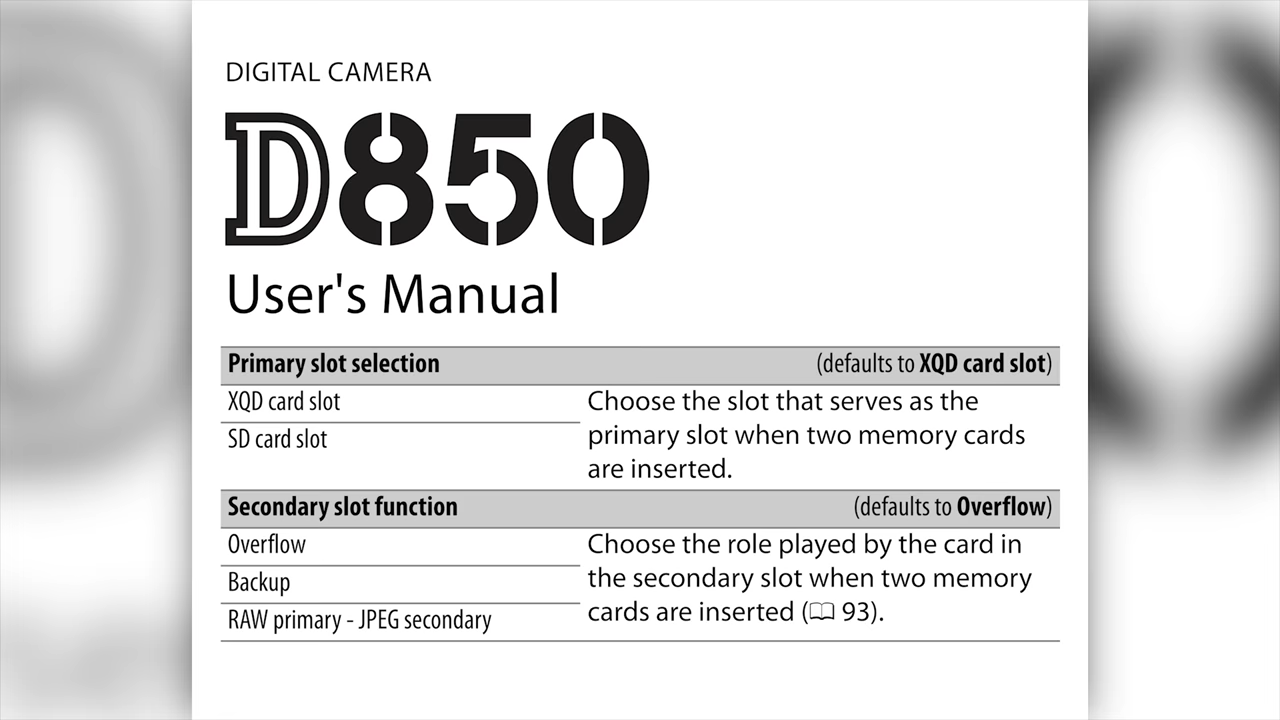 DIGITAL CAMERA
D850
User's Manual
Primary slot selection (defaults to XQD card slot)
XQD card slot
SD card slot
Choose the slot that serves as the
primary slot when two memory cards
are inserted.
Secondary slot function (defaults to Overflow)
Overflow
Backup
RAW primary - JPEG secondary
Choose the role played by the card in
the secondary slot when two memory
cards are inserted (📖 93).